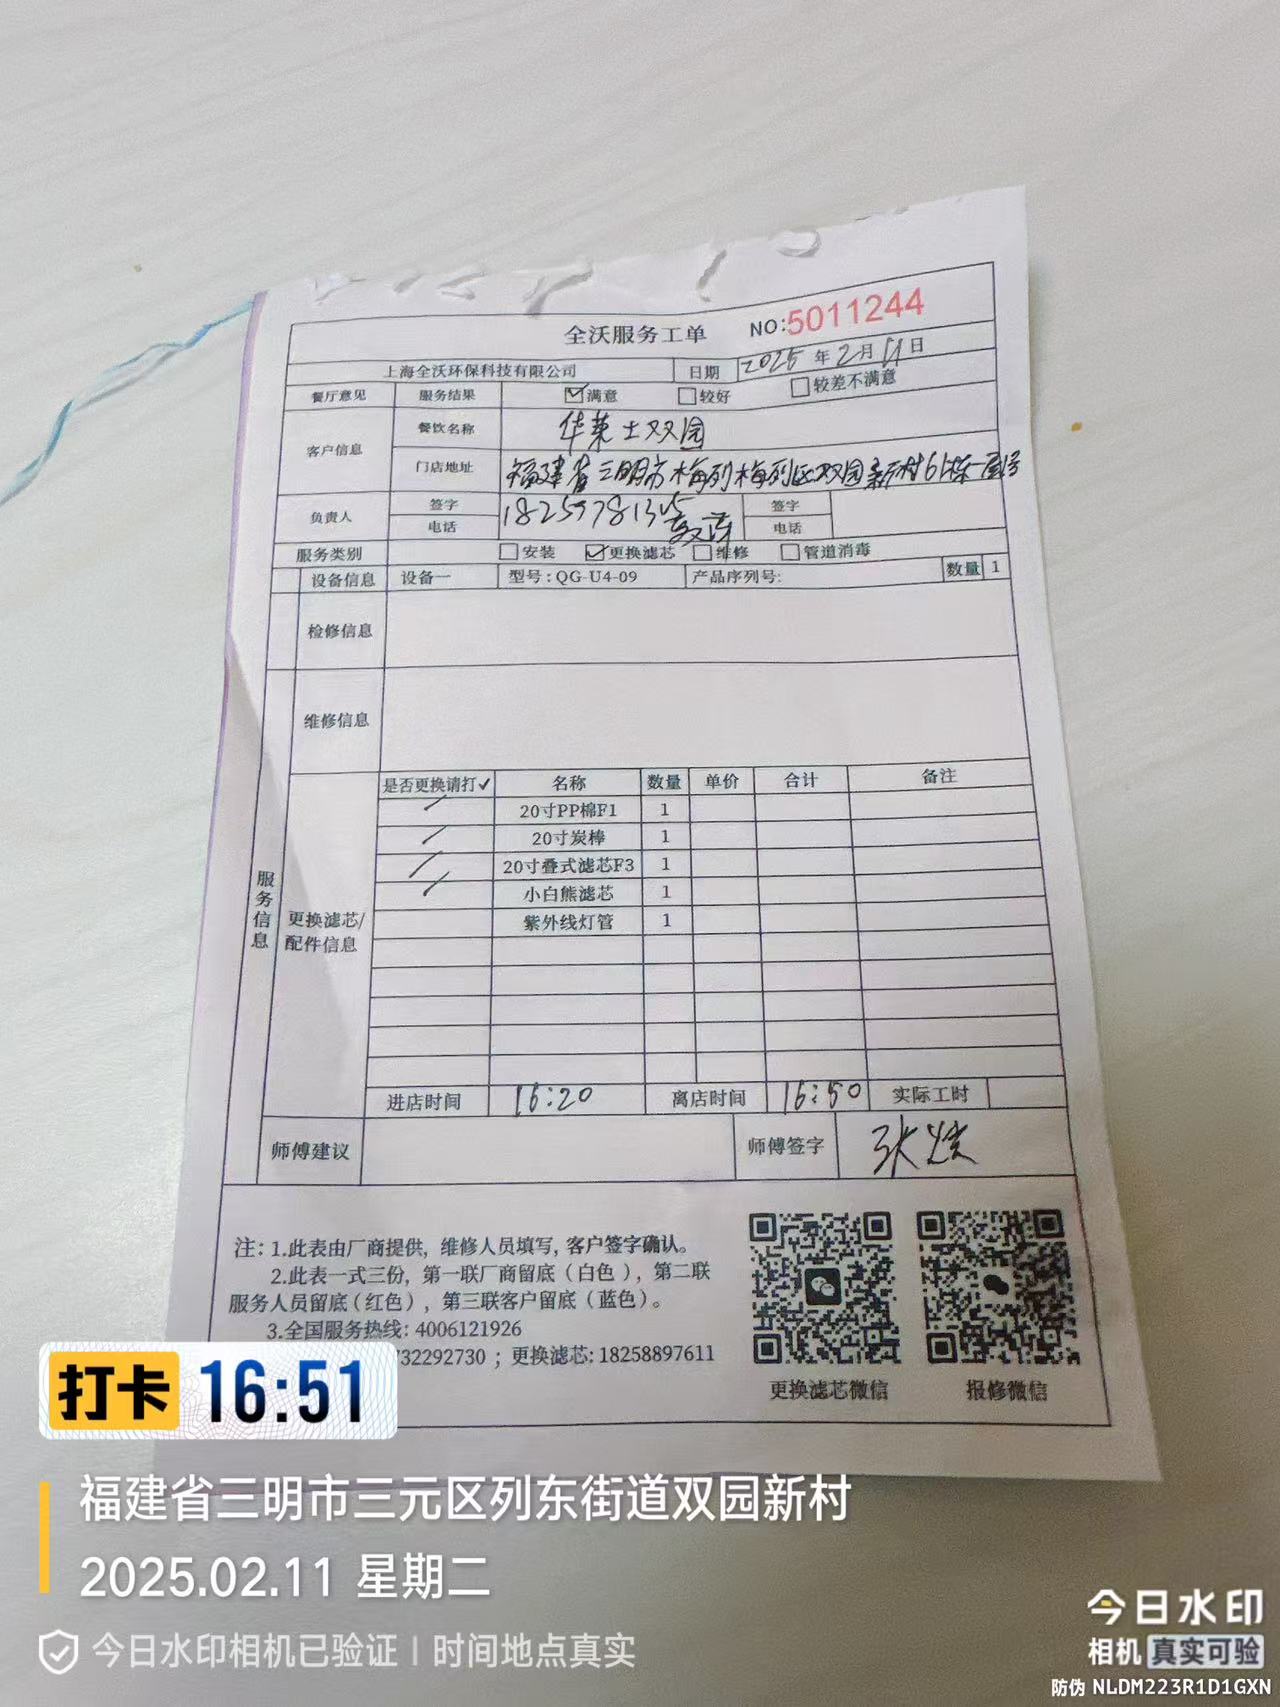 全沃服务工单 NO:5011244
上海全沃环保科技有限公司 日期 2025年2月11日
餐厅意见 服务结果 满意 较好 较差不满意
客户信息 餐饮名称 华莱士双园
门店地址 福建省三明市梅列梅列区双园新村61栋一层号
负责人 签字 签字
电话 电话
服务类别 安装 更换滤芯 维修 管道消毒
设备信息 设备一 型号:QG-U4-09 产品序列号: 数量 1
检修信息
维修信息
服务信息
更换滤芯/配件信息
是否更换请打✓ 名称 数量 单价 合计 备注
20寸PP棉F1 1
20寸炭棒 1
20寸叠式滤芯F3 1
小白熊滤芯 1
紫外线灯管 1
进店时间 16:20 离店时间 16:50 实际工时
师傅建议 师傅签字
注: 1.此表由厂商提供, 维修人员填写, 客户签字确认。
2.此表一式三份, 第一联厂商留底(白色), 第二联
服务人员留底(红色), 第三联客户留底(蓝色)。
3.全国服务热线: 4006121926
732292730 ; 更换滤芯: 18258897611
更换滤芯微信 报修微信
打卡 16:51
福建省三明市三元区列东街道双园新村
2025.02.11 星期二
今日水印相机已验证 | 时间地点真实
今日水印
相机 真实可验
防伪 NLDM223R1D1GXN